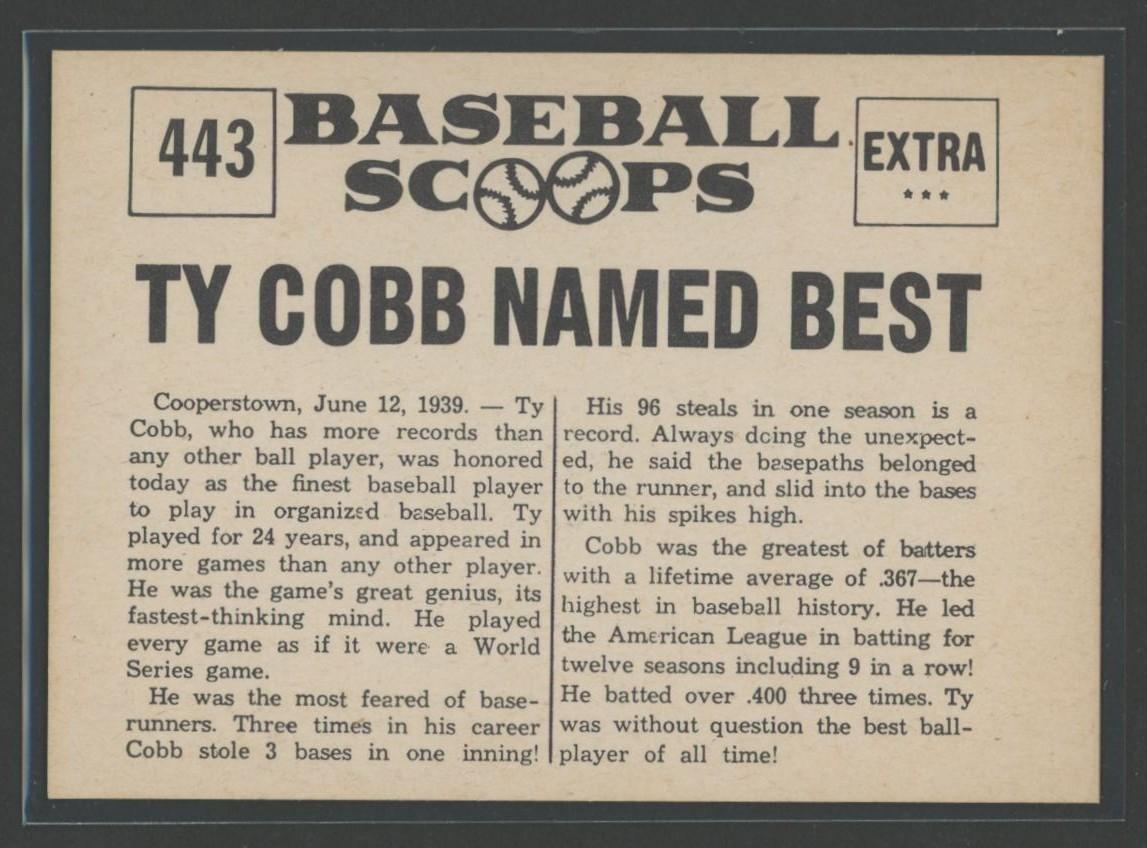 443
BASEBALL
SCOOPS
EXTRA
***
TY COBB NAMED BEST
Cooperstown, June 12, 1939. — Ty
Cobb, who has more records than
any other ball player, was honored
today as the finest baseball player
to play in organized baseball. Ty
played for 24 years, and appeared in
more games than any other player.
He was the game's great genius, its
fastest-thinking mind. He played
every game as if it were a World
Series game.
He was the most feared of base-
runners. Three times in his career
Cobb stole 3 bases in one inning!
His 96 steals in one season is a
record. Always doing the unexpect-
ed, he said the basepaths belonged
to the runner, and slid into the bases
with his spikes high.
Cobb was the greatest of batters
with a lifetime average of .367—the
highest in baseball history. He led
the American League in batting for
twelve seasons including 9 in a row!
He batted over .400 three times. Ty
was without question the best ball-
player of all time!